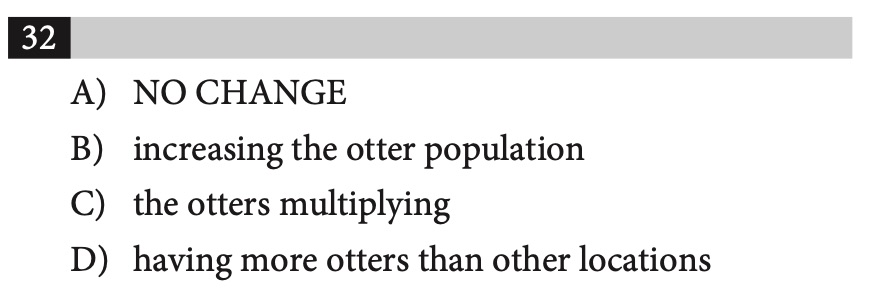 32
A) NO CHANGE
B) increasing the otter population
C) the otters multiplying
D) having more otters than other locations